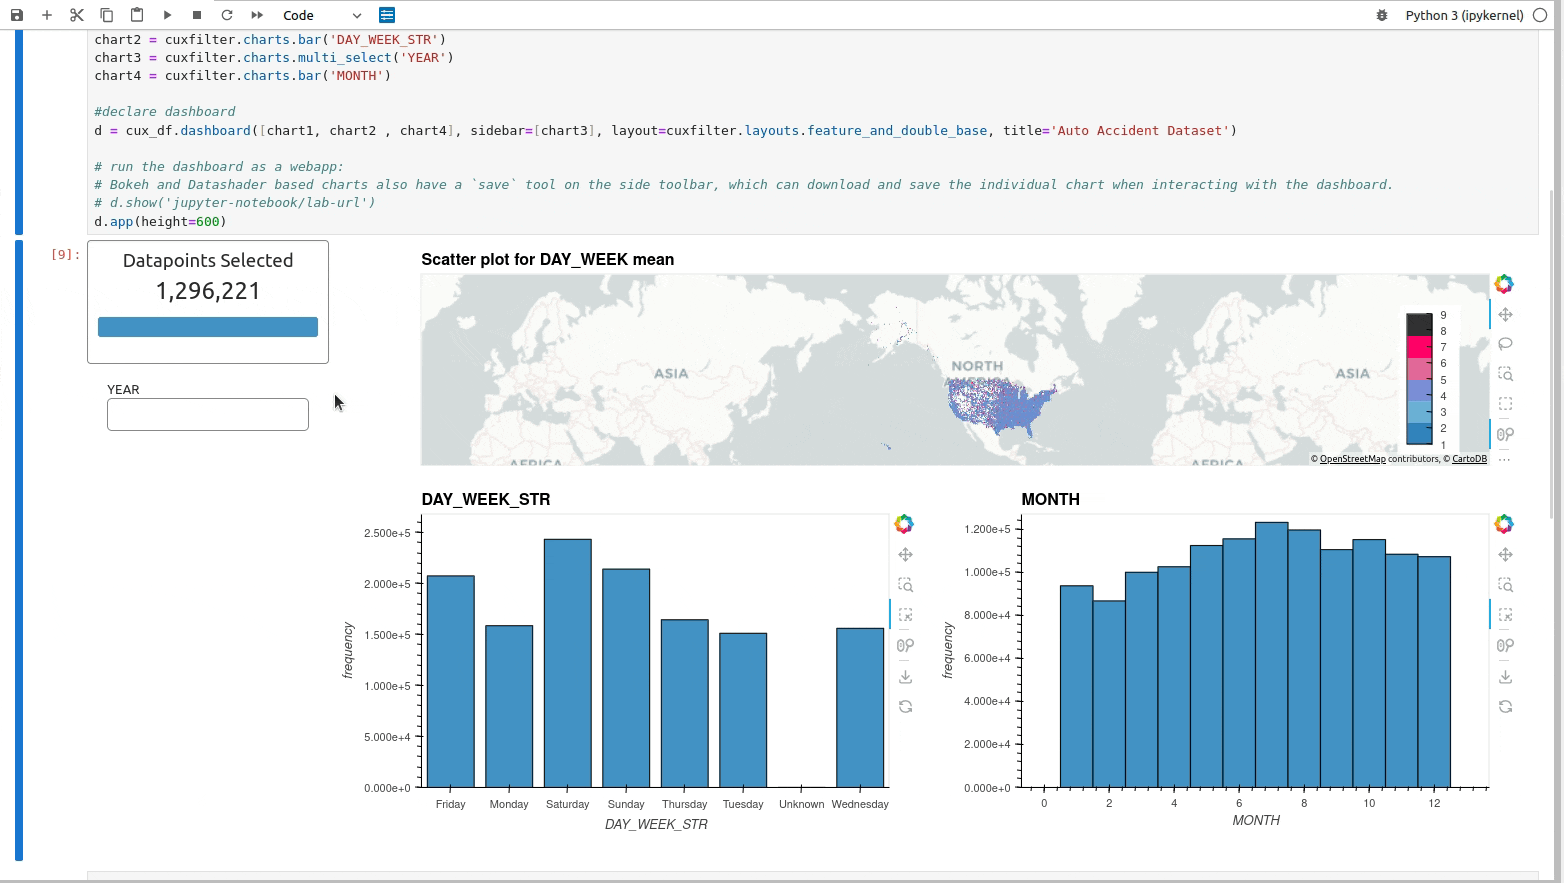 Code
Python 3 (ipykernel)
chart2 = cuxfilter.charts.bar('DAY_WEEK_STR')
chart3 = cuxfilter.charts.multi_select('YEAR')
chart4 = cuxfilter.charts.bar('MONTH')
#declare dashboard
d = cux_df.dashboard([chart1, chart2 , chart4], sidebar=[chart3], layout=cuxfilter.layouts.feature_and_double_base, title='Auto Accident Dataset')
# run the dashboard as a webapp:
# Bokeh and Datashader based charts also have a `save` tool on the side toolbar, which can download and save the individual chart when interacting with the dashboard.
# d.show('jupyter-notebook/lab-url')
d.app(height=600)
[9]:
Datapoints Selected
1,296,221
YEAR
Scatter plot for DAY_WEEK mean
ASIA
NORTH
AMERICA
ASIA
AFRICA
AFRICA
9
8
7
6
5
4
3
2
1
© OpenStreetMap contributors, © CartoDB
DAY_WEEK_STR
2.500e+5
2.000e+5
1.500e+5
1.000e+5
5.000e+4
0.000e+0
frequency
Friday Monday Saturday Sunday Thursday Tuesday Unknown Wednesday
DAY_WEEK_STR
MONTH
1.200e+5
1.000e+5
8.000e+4
6.000e+4
4.000e+4
2.000e+4
0.000e+0
frequency
0 2 4 6 8 10 12
MONTH